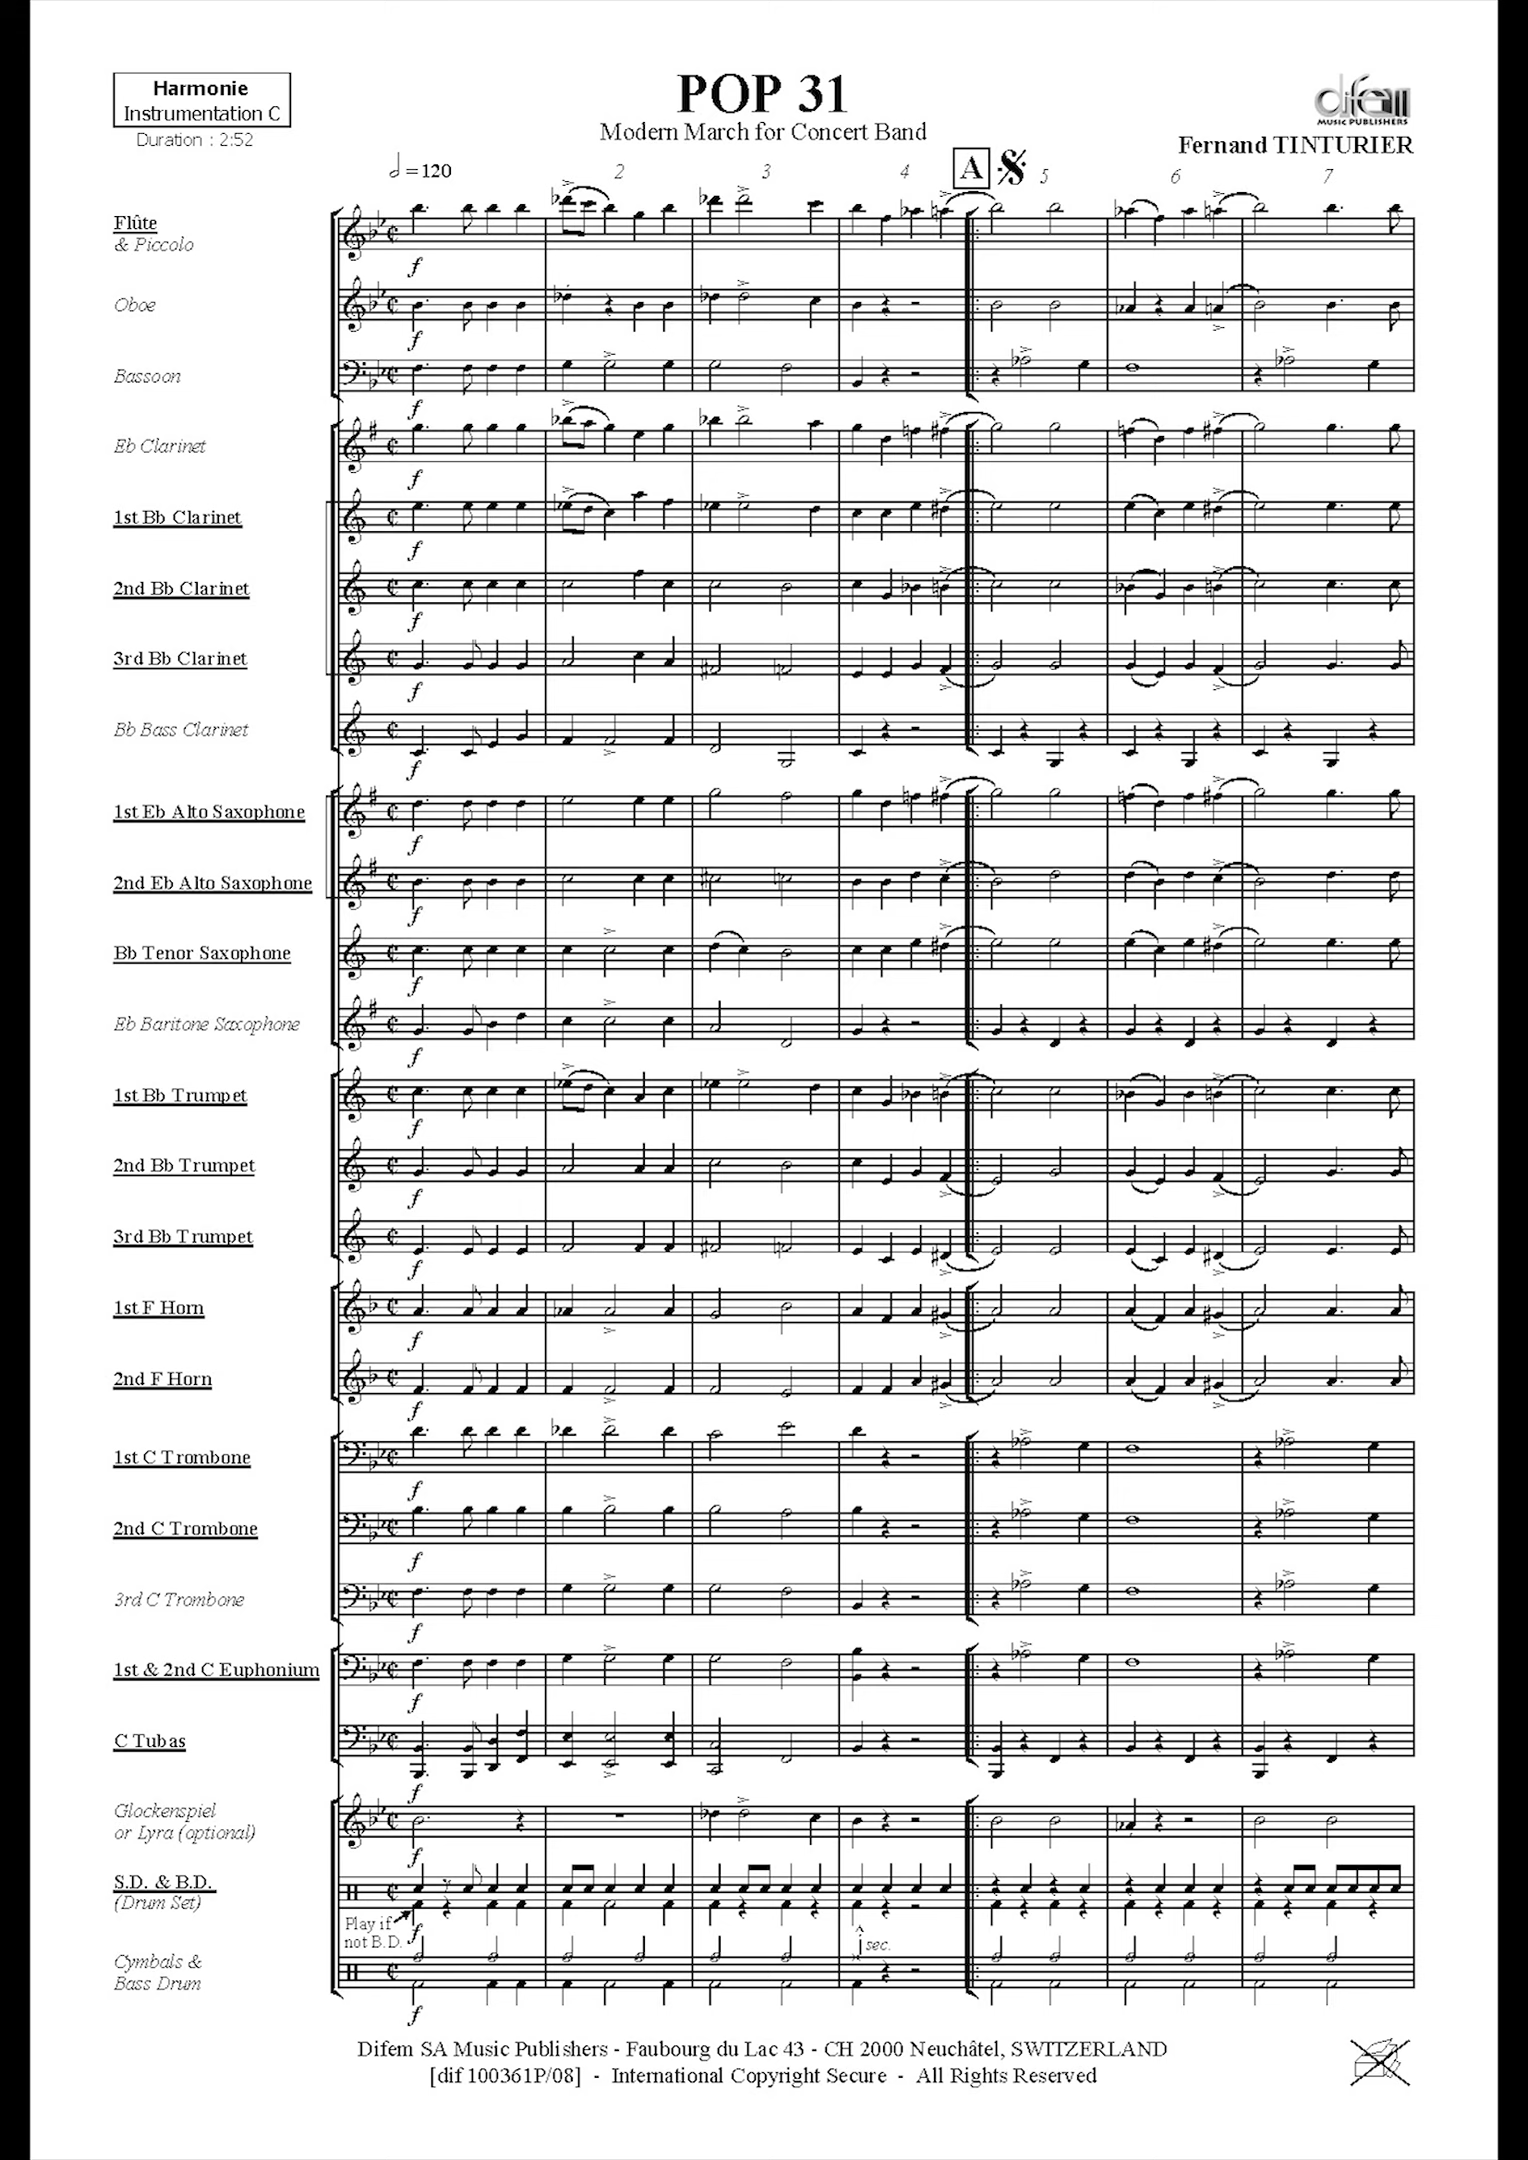 Harmonie
Instrumentation C
Duration : 2:52
POP 31
Modern March for Concert Band
difem
MUSIC PUBLISHERS
Fernand TINTURIER
=120
2
3
4
A
5
6
7
Flûte
& Piccolo
f
Oboe
f
Bassoon
f
Eb Clarinet
f
1st Bb Clarinet
f
2nd Bb Clarinet
f
3rd Bb Clarinet
f
Bb Bass Clarinet
f
1st Eb Alto Saxophone
f
2nd Eb Alto Saxophone
f
Bb Tenor Saxophone
f
Eb Baritone Saxophone
f
1st Bb Trumpet
f
2nd Bb Trumpet
f
3rd Bb Trumpet
f
1st F Horn
f
2nd F Horn
f
1st C Trombone
f
2nd C Trombone
f
3rd C Trombone
f
1st & 2nd C Euphonium
f
C Tubas
f
Glockenspiel
or Lyra (optional)
f
S.D. & B.D.
(Drum Set)
Play if
not B.D.
f
sec.
Cymbals &
Bass Drum
f
Difem SA Music Publishers - Faubourg du Lac 43 - CH 2000 Neuchâtel, SWITZERLAND
[dif 100361P/08] - International Copyright Secure - All Rights Reserved